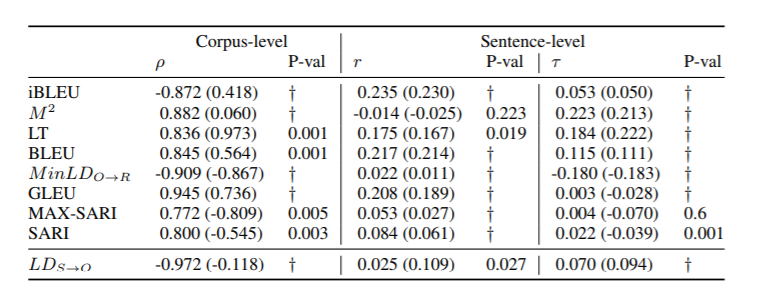 Corpus-level Sentence-level
ρ P-val r P-val τ P-val
iBLEU -0.872 (0.418) † 0.235 (0.230) † 0.053 (0.050) †
M² 0.882 (0.060) † -0.014 (-0.025) 0.223 0.223 (0.213) †
LT 0.836 (0.973) 0.001 0.175 (0.167) 0.019 0.184 (0.222) †
BLEU 0.845 (0.564) 0.001 0.217 (0.214) † 0.115 (0.111) †
MinLD_{O→R} -0.909 (-0.867) † 0.022 (0.011) † -0.180 (-0.183) †
GLEU 0.945 (0.736) † 0.208 (0.189) † 0.003 (-0.028) †
MAX-SARI 0.772 (-0.809) 0.005 0.053 (0.027) † 0.004 (-0.070) 0.6
SARI 0.800 (-0.545) 0.003 0.084 (0.061) † 0.022 (-0.039) 0.001
LD_{S→O} -0.972 (-0.118) † 0.025 (0.109) 0.027 0.070 (0.094) †